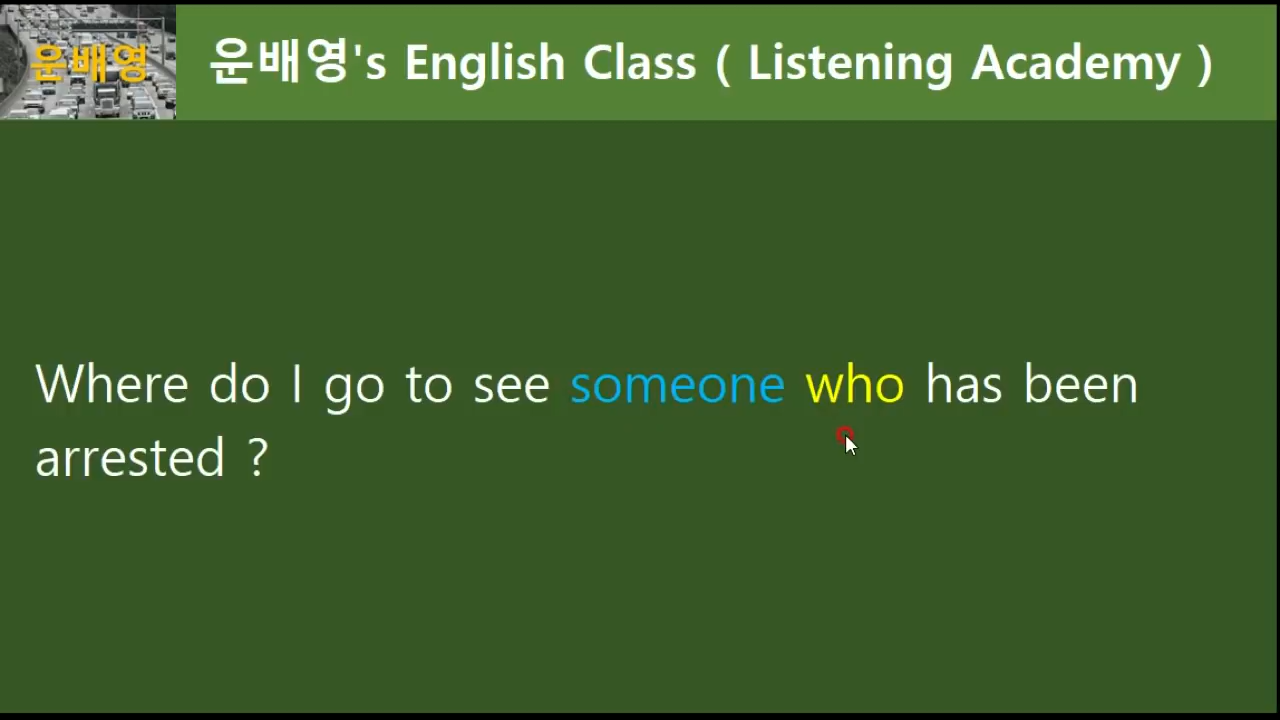 운배영
운배영's English Class ( Listening Academy )
Where do I go to see someone who has been
arrested ?